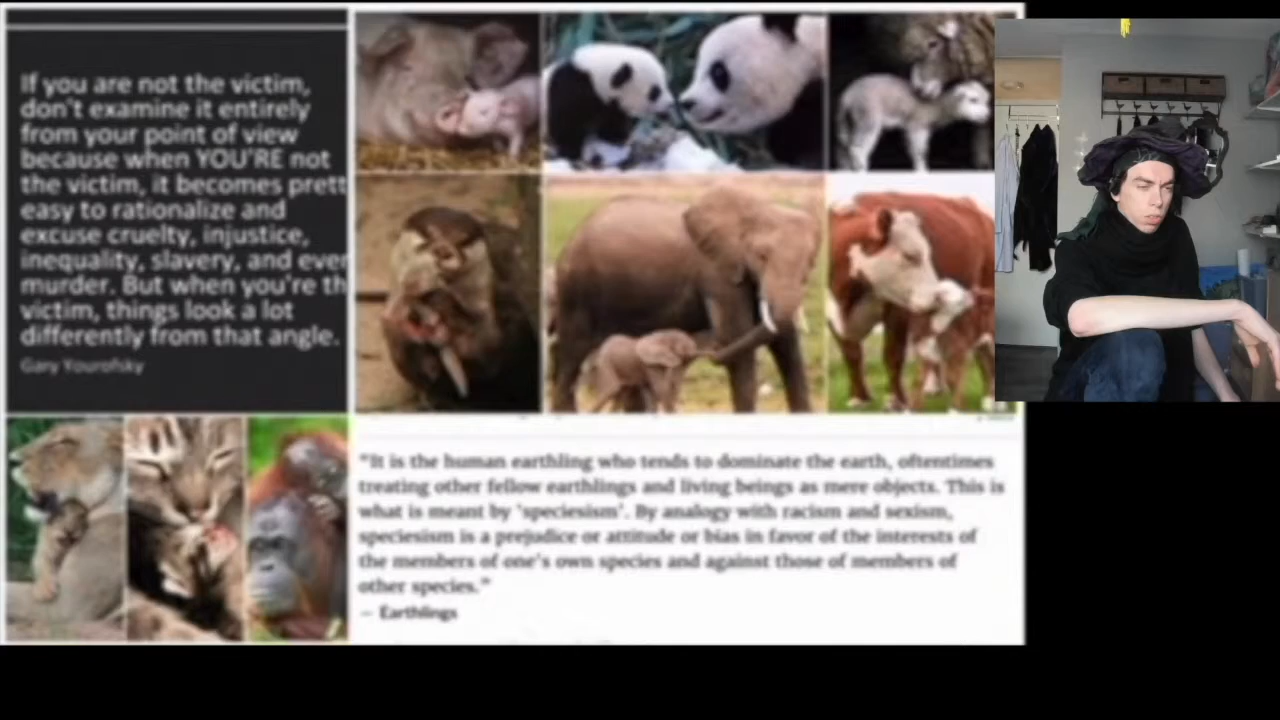 If you are not the victim,
don't examine it entirely
from your point of view
because when YOU'RE not
the victim, it becomes prett
easy to rationalize and
excuse cruelty, injustice,
inequality, slavery, and ever
murder. But when you're th
victim, things look a lot
differently from that angle.
Gary Yourofsky
"It is the human earthling who tends to dominate the earth, oftentimes
treating other fellow earthlings and living beings as mere objects. This is
what is meant by 'speciesism'. By analogy with racism and sexism,
speciesism is a prejudice or attitude or bias in favor of the interests of
the members of one's own species and against those of members of
other species."
— Earthlings